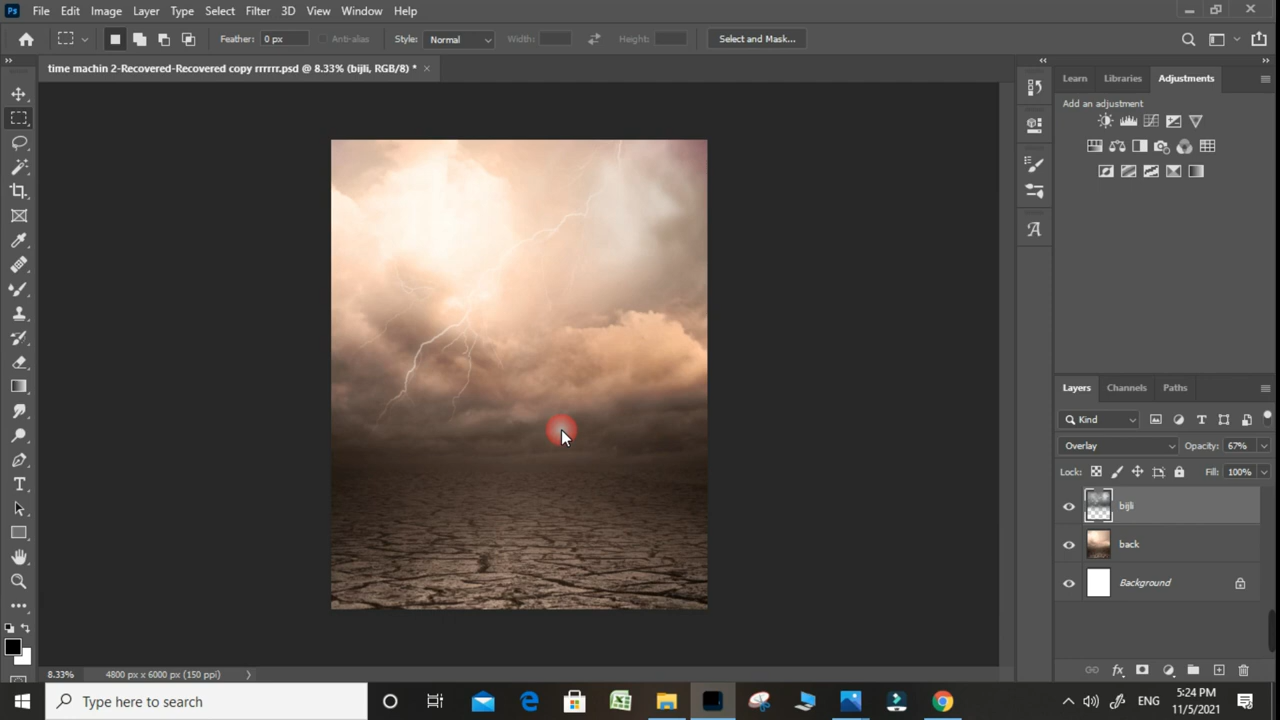 Ps File Edit Image Layer Type Select Filter 3D View Window Help
Feather: 0 px Anti-alias Style: Normal Width: Height: Select and Mask...
time machin 2-Recovered-Recovered copy rrrrrr.psd @ 8.33% (bijli, RGB/8) * ×
Learn Libraries Adjustments
Add an adjustment
Layers Channels Paths
Kind
Overlay Opacity: 67%
Lock: Fill: 100%
bijli
back
Background
8.33% 4800 px x 6000 px (150 ppi)
Type here to search
ENG
5:24 PM
11/5/2021